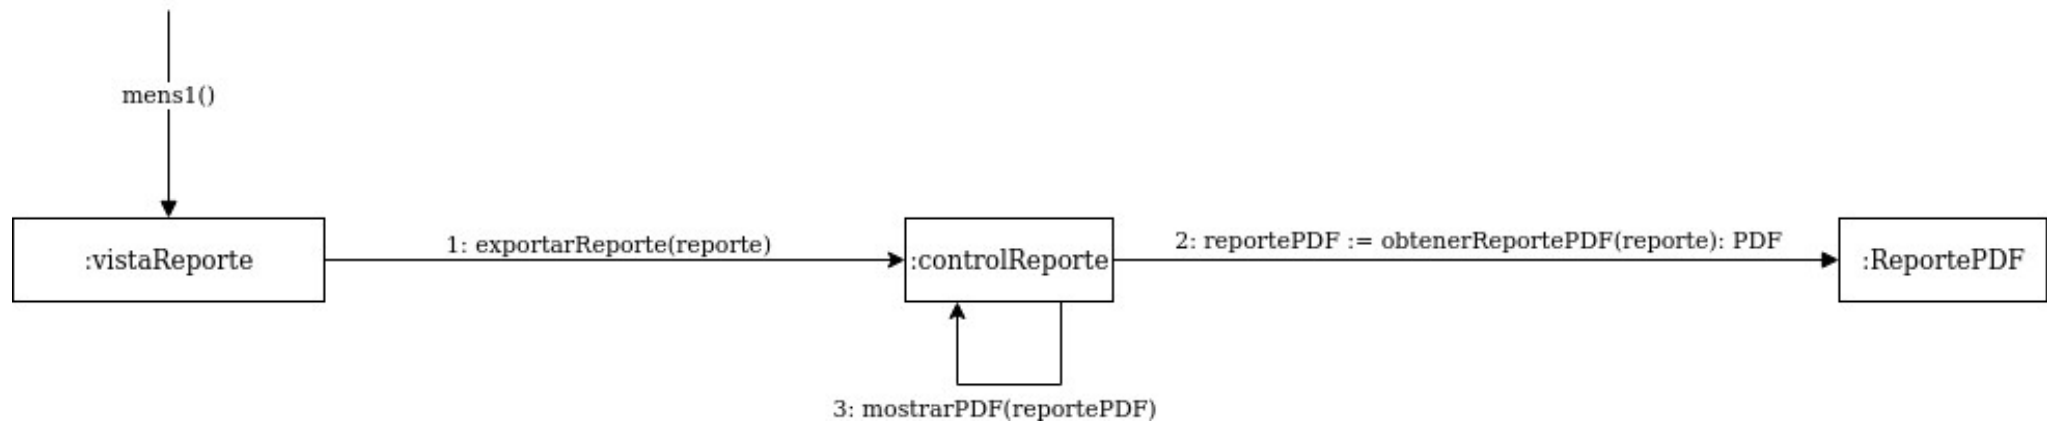 mens1()
:vistaReporte
1: exportarReporte(reporte)
:controlReporte
2: reportePDF := obtenerReportePDF(reporte): PDF
:ReportePDF
3: mostrarPDF(reportePDF)